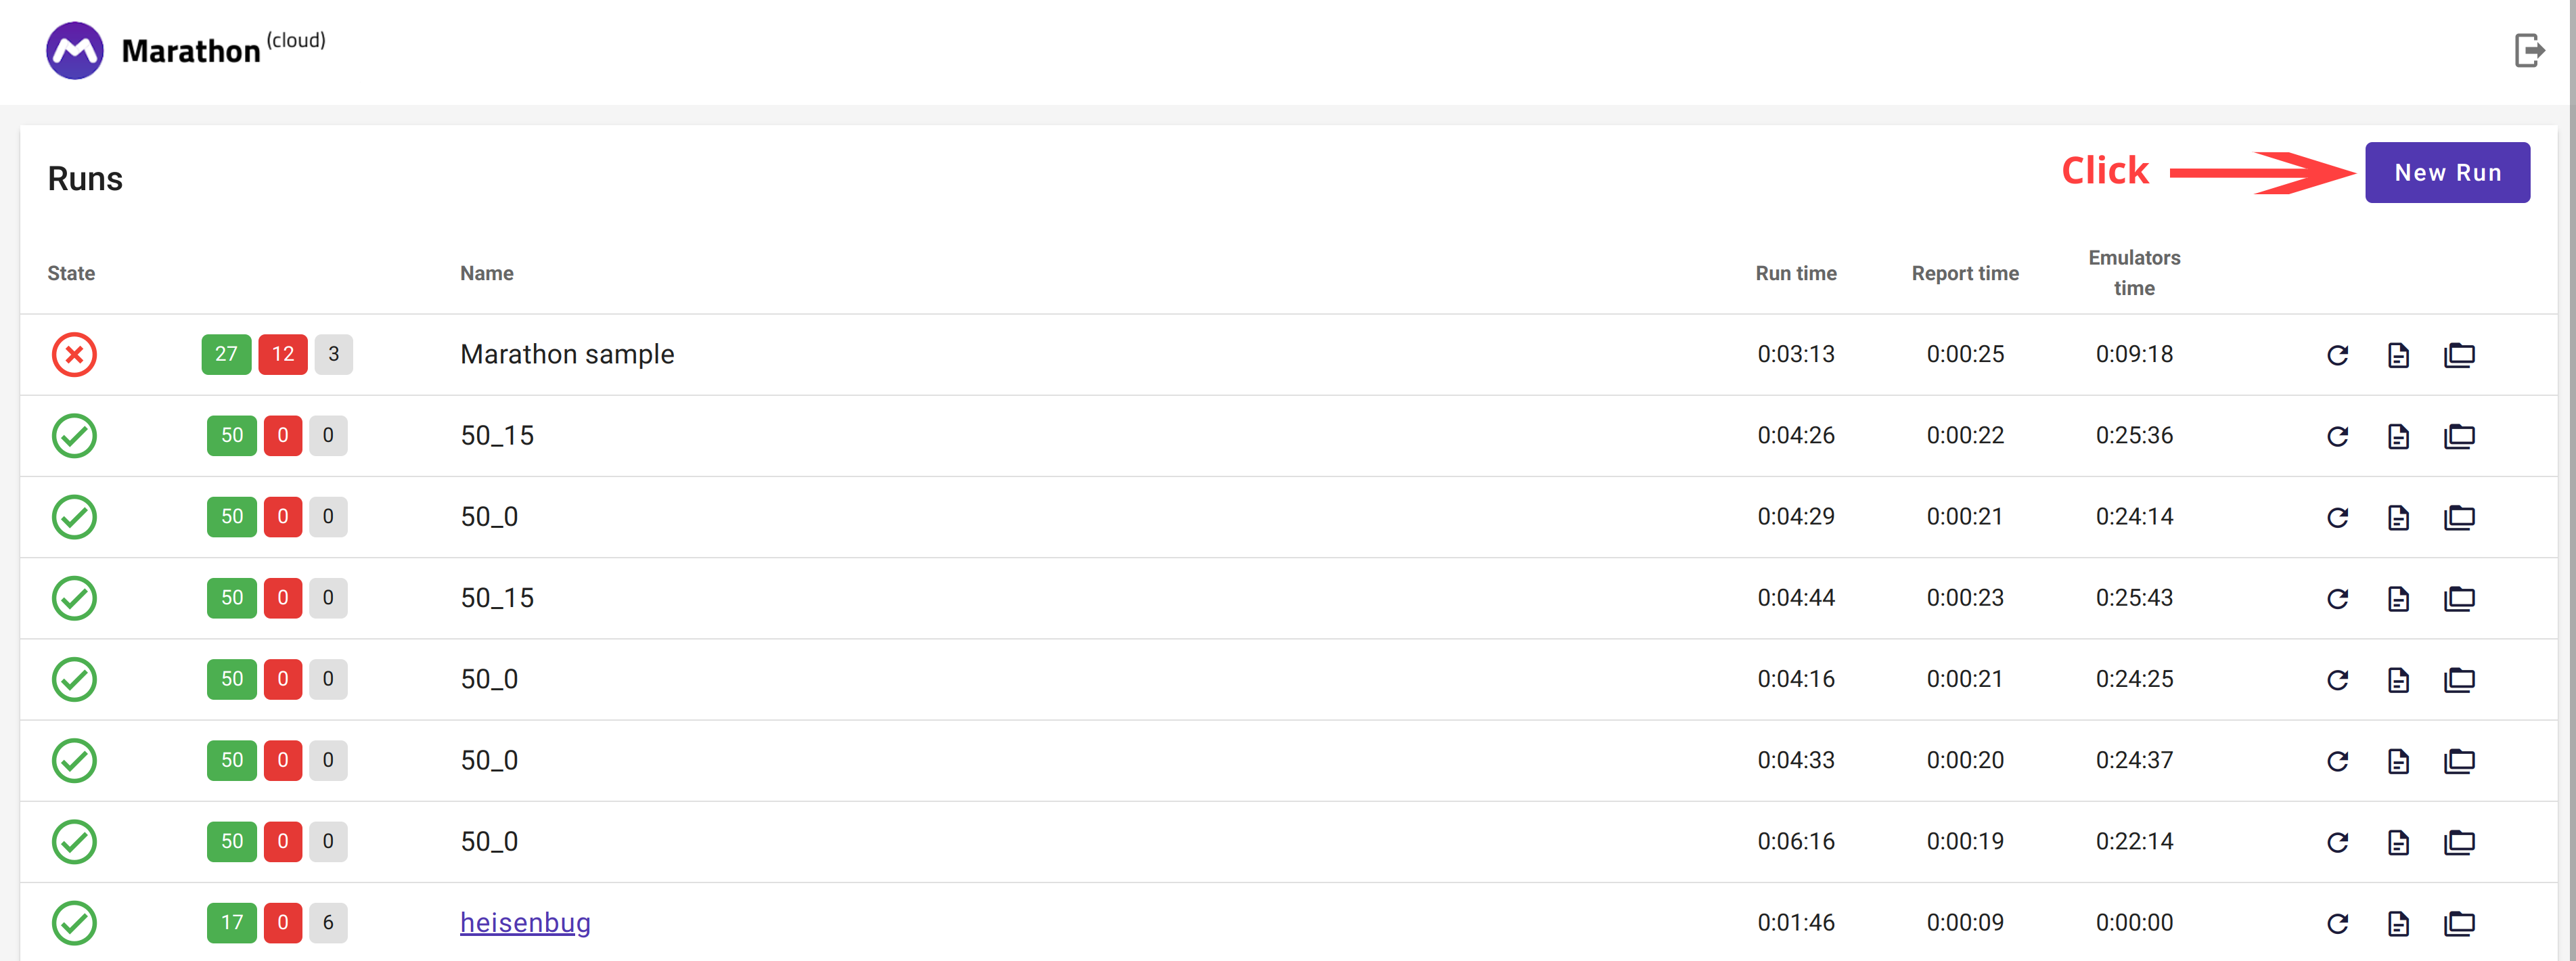 Marathon (cloud)
Runs
Click
New Run
State Name Run time Report time Emulators time
27 12 3 Marathon sample 0:03:13 0:00:25 0:09:18
50 0 0 50_15 0:04:26 0:00:22 0:25:36
50 0 0 50_0 0:04:29 0:00:21 0:24:14
50 0 0 50_15 0:04:44 0:00:23 0:25:43
50 0 0 50_0 0:04:16 0:00:21 0:24:25
50 0 0 50_0 0:04:33 0:00:20 0:24:37
50 0 0 50_0 0:06:16 0:00:19 0:22:14
17 0 6 heisenbug 0:01:46 0:00:09 0:00:00